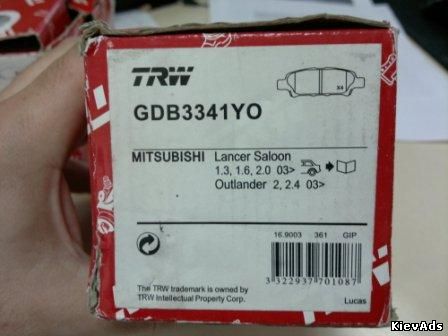 TRW
X4
GDB3341YO
MITSUBISHI Lancer Saloon
1.3, 1.6, 2.0 03>
Outlander 2, 2.4 03>
16.9003 361 GIP
3 322937 701087
The TRW trademark is owned by
TRW Intellectual Property Corp.
Lucas
KievAds